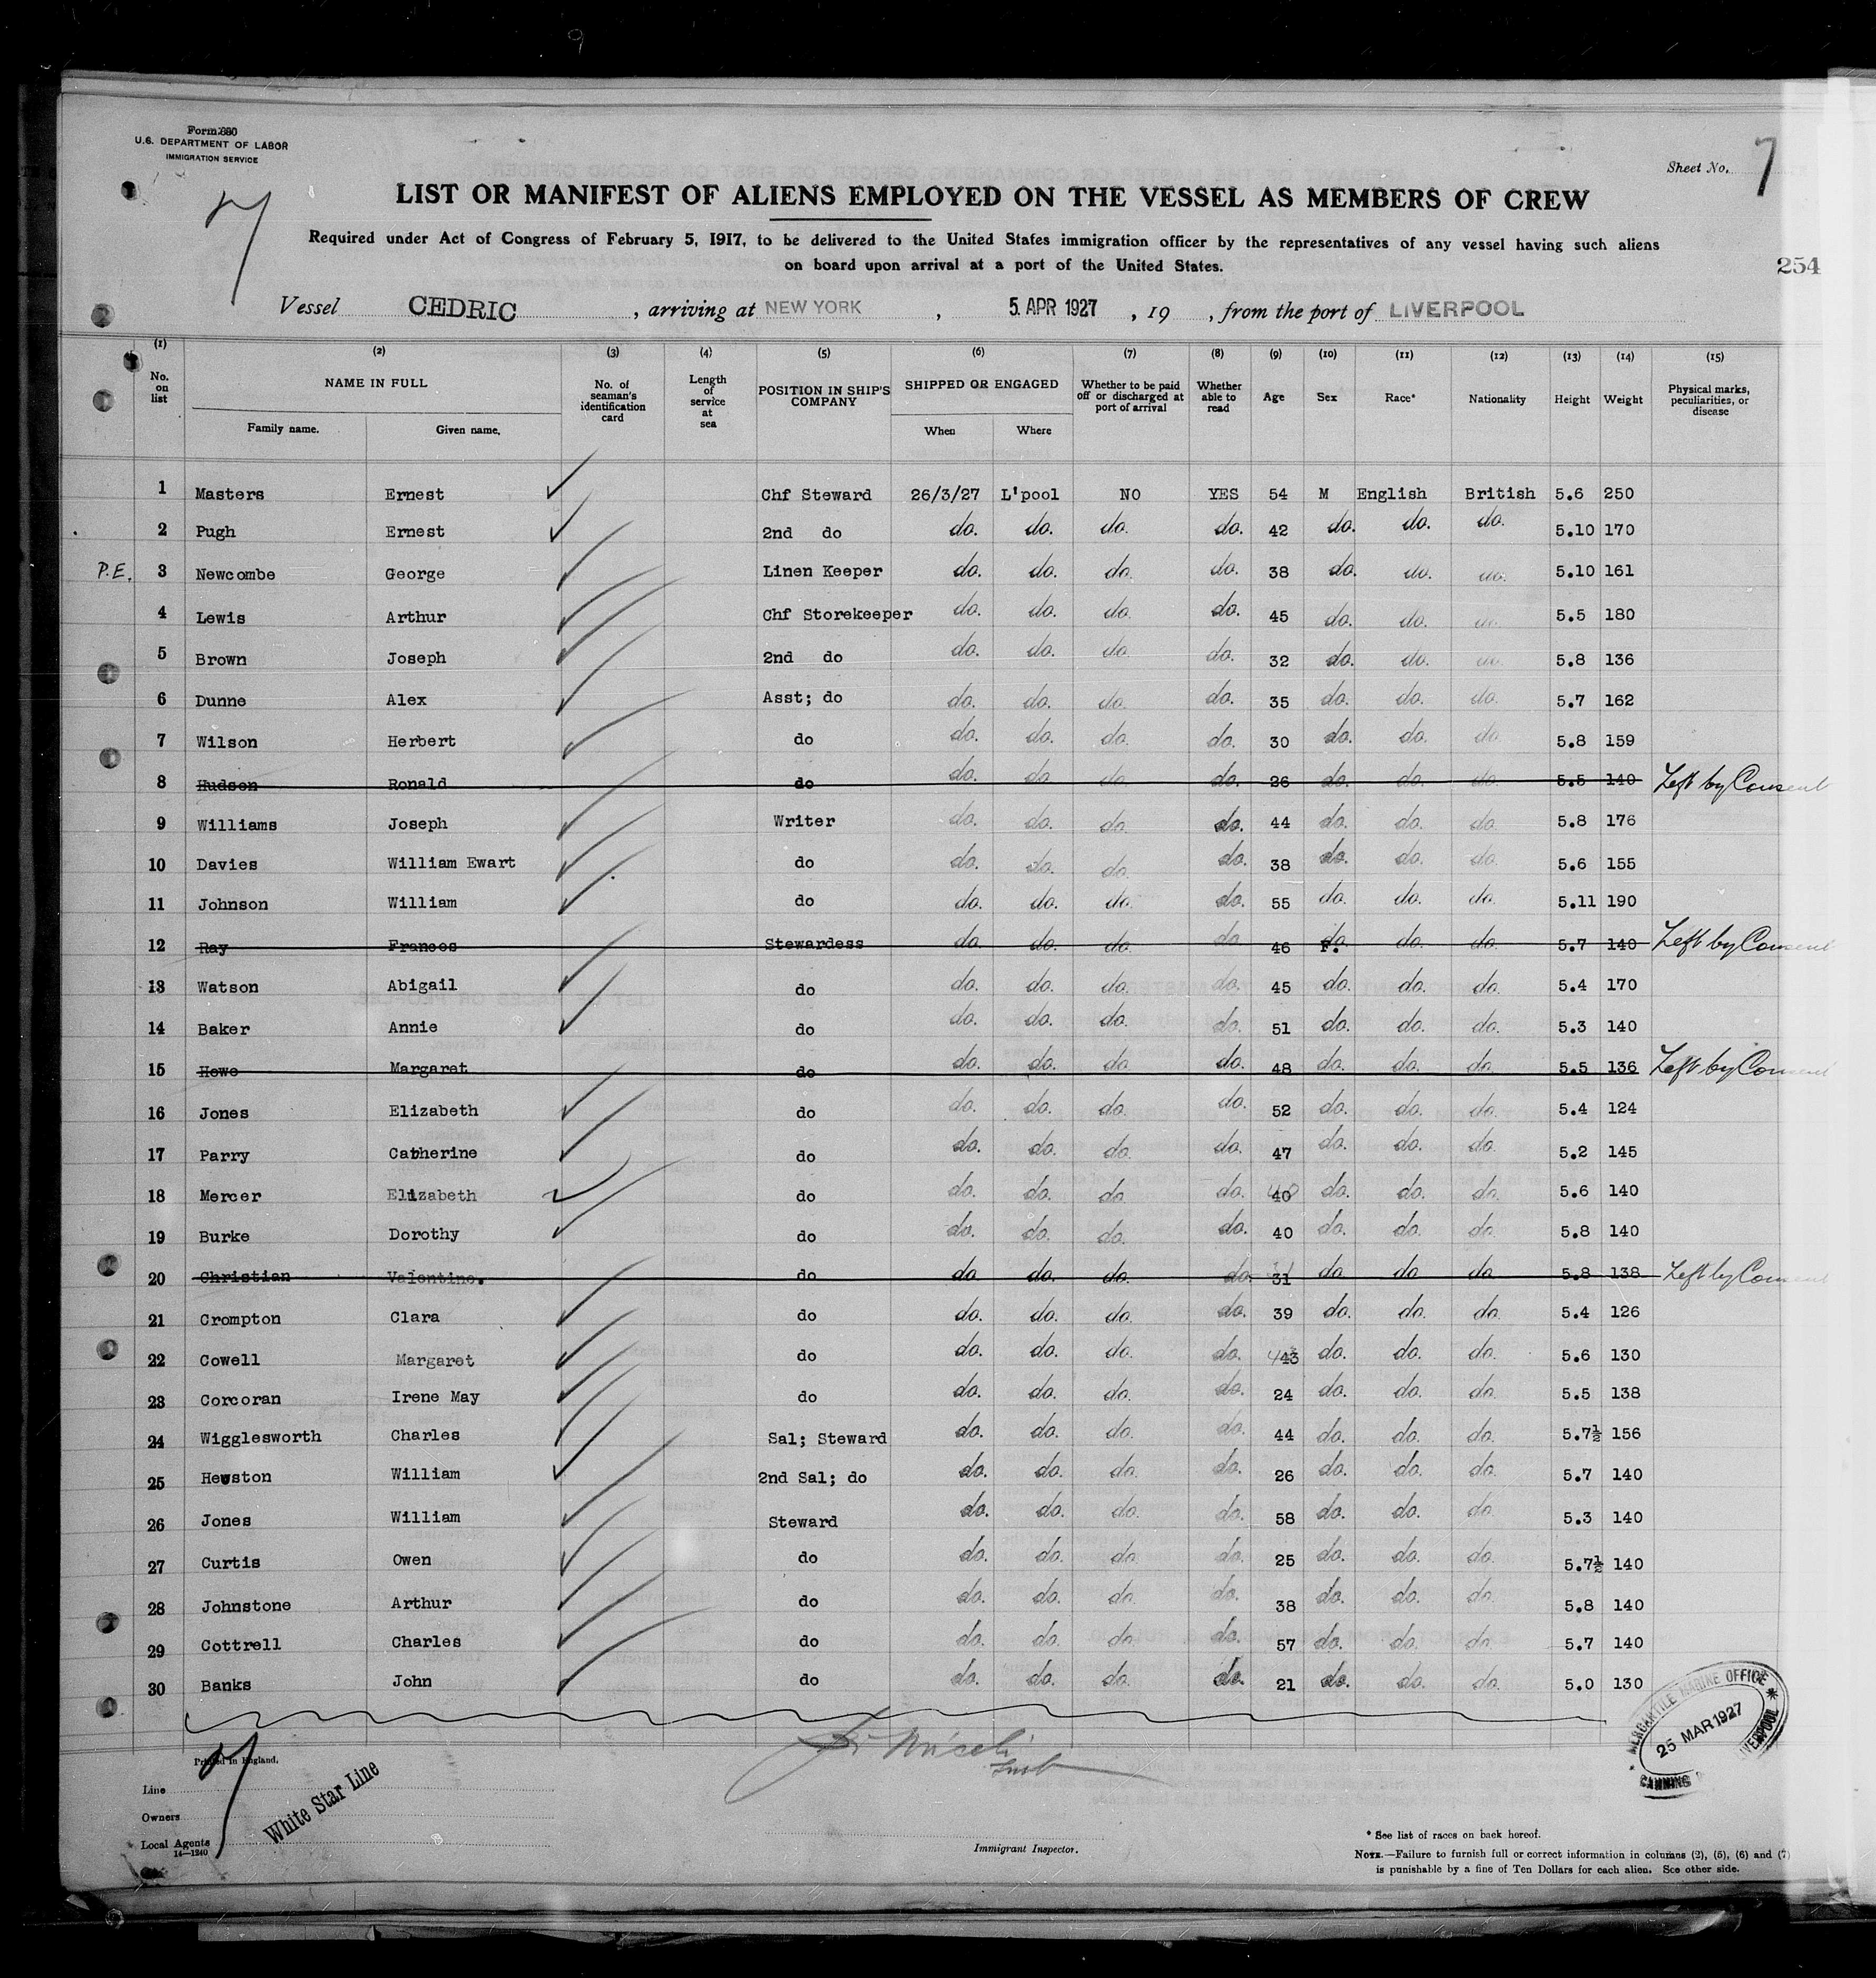 9
Form 680
U.S. DEPARTMENT OF LABOR
IMMIGRATION SERVICE
Sheet No. 7
7
LIST OR MANIFEST OF ALIENS EMPLOYED ON THE VESSEL AS MEMBERS OF CREW
Required under Act of Congress of February 5, 1917, to be delivered to the United States immigration officer by the representatives of any vessel having such aliens
on board upon arrival at a port of the United States.
254
Vessel CEDRIC , arriving at NEW YORK , 5 APR 1927 , 19 , from the port of LIVERPOOL
(1) (2) (3) (4) (5) (6) (7) (8) (9) (10) (11) (12) (13) (14) (15)
No. on list NAME IN FULL Family name. Given name. No. of seaman's identification card Length of service at sea POSITION IN SHIP'S COMPANY SHIPPED OR ENGAGED When Where Whether to be paid off or discharged at port of arrival Whether able to read Age Sex Race* Nationality Height Weight Physical marks, peculiarities, or disease
1 Masters Ernest Chf Steward 26/3/27 L'pool NO YES 54 M English British 5.6 250
2 Pugh Ernest 2nd do do. do. do. do. 42 do. do. do. 5.10 170
P.E. 3 Newcombe George Linen Keeper do. do. do. do. 38 do. do. do. 5.10 161
4 Lewis Arthur Chf Storekeeper do. do. do. do. 45 do. do. do. 5.5 180
5 Brown Joseph 2nd do do. do. do. do. 32 do. do. do. 5.8 136
6 Dunne Alex Asst; do do. do. do. do. 35 do. do. do. 5.7 162
7 Wilson Herbert do do. do. do. do. 30 do. do. do. 5.8 159
8 Hudson Ronald do do. do. do. do. 26 do. do. do. 5.5 140 Left by Consent
9 Williams Joseph Writer do. do. do. do. 44 do. do. do. 5.8 176
10 Davies William Ewart do do. do. do. do. 38 do. do. do. 5.6 155
11 Johnson William do do. do. do. do. 55 do. do. do. 5.11 190
12 Ray Frances Stewardess do. do. do. do. 46 F. do. do. do. 5.7 140 Left by Consent
13 Watson Abigail do do. do. do. do. 45 do. do. do. 5.4 170
14 Baker Annie do do. do. do. do. 51 do. do. do. 5.3 140
15 Howe Margaret do do. do. do. do. 48 do. do. do. 5.5 136 Left by Consent
16 Jones Elizabeth do do. do. do. do. 52 do. do. do. 5.4 124
17 Parry Catherine do do. do. do. do. 47 do. do. do. 5.2 145
18 Mercer Elizabeth do do. do. do. do. 40 do. do. do. 5.6 140
19 Burke Dorothy do do. do. do. do. 40 do. do. do. 5.8 140
20 Christian Valentine. do do. do. do. do. 31 do. do. do. 5.8 138 Left by Consent
21 Crompton Clara do do. do. do. do. 39 do. do. do. 5.4 126
22 Cowell Margaret do do. do. do. do. 43 do. do. do. 5.6 130
23 Corcoran Irene May do do. do. do. do. 24 do. do. do. 5.5 138
24 Wigglesworth Charles Sal; Steward do. do. do. do. 44 do. do. do. 5.7½ 156
25 Heuston William 2nd Sal; do do. do. do. do. 26 do. do. do. 5.7 140
26 Jones William Steward do. do. do. do. 58 do. do. do. 5.3 140
27 Curtis Owen do do. do. do. do. 25 do. do. do. 5.7½ 140
28 Johnstone Arthur do do. do. do. do. 38 do. do. do. 5.8 140
29 Cottrell Charles do do. do. do. do. 57 do. do. do. 5.7 140
30 Banks John do do. do. do. do. 21 do. do. do. 5.0 130
MERCANTILE MARINE OFFICE
25 MAR 1927
LIVERPOOL
CANNING
Printed in England.
7
Line
Owners
Local Agents
14—1240
White Star Line
Immigrant Inspector.
* See list of races on back hereof.
NOTE.—Failure to furnish full or correct information in columns (2), (5), (6) and (7)
is punishable by a fine of Ten Dollars for each alien. See other side.